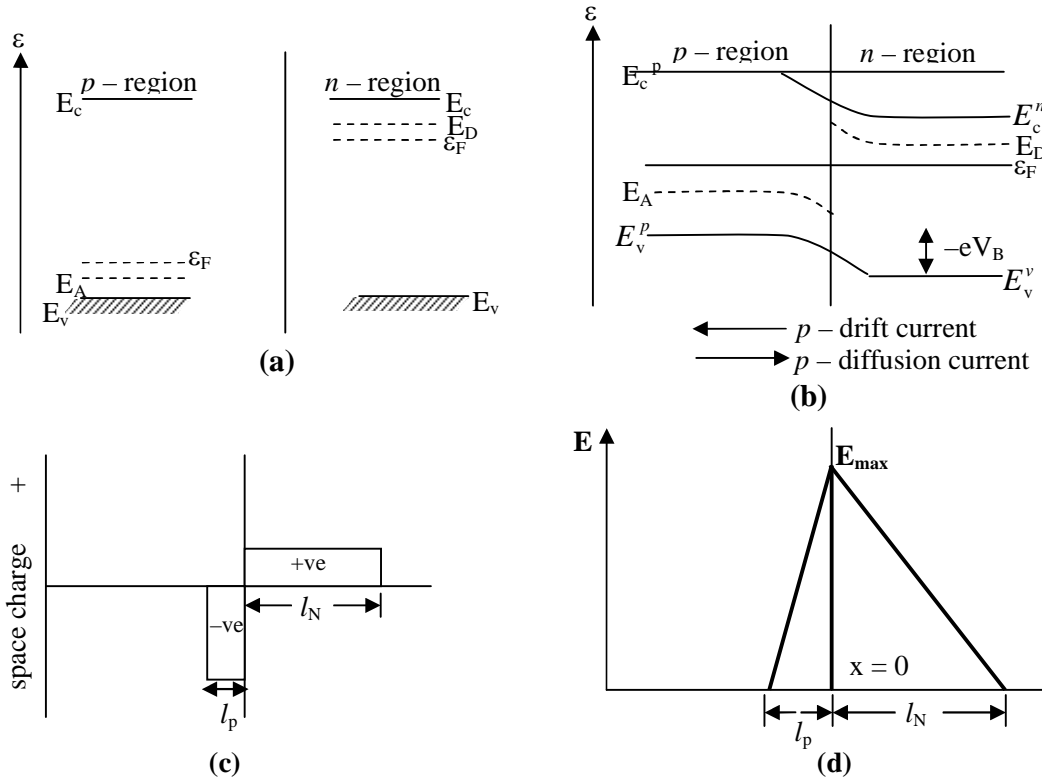 ε
p – region
n – region
E_c
E_c
E_D
ε_F
ε_F
E_A
E_v
E_v
(a)
ε
p – region
n – region
E_c^p
E_c^n
E_D
ε_F
E_A
E_v^p
–eV_B
E_v^v
p – drift current
p – diffusion current
(b)
space charge +
+ve
l_N
–ve
l_p
(c)
E
E_max
x = 0
l_p
l_N
(d)